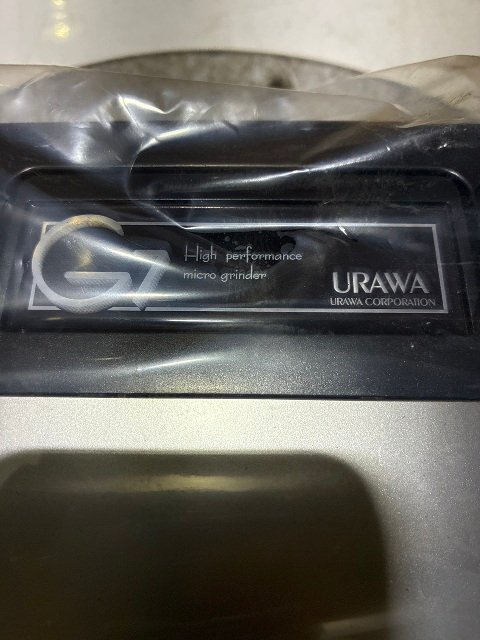 G7
High performance
micro grinder
URAWA
URAWA CORPORATION